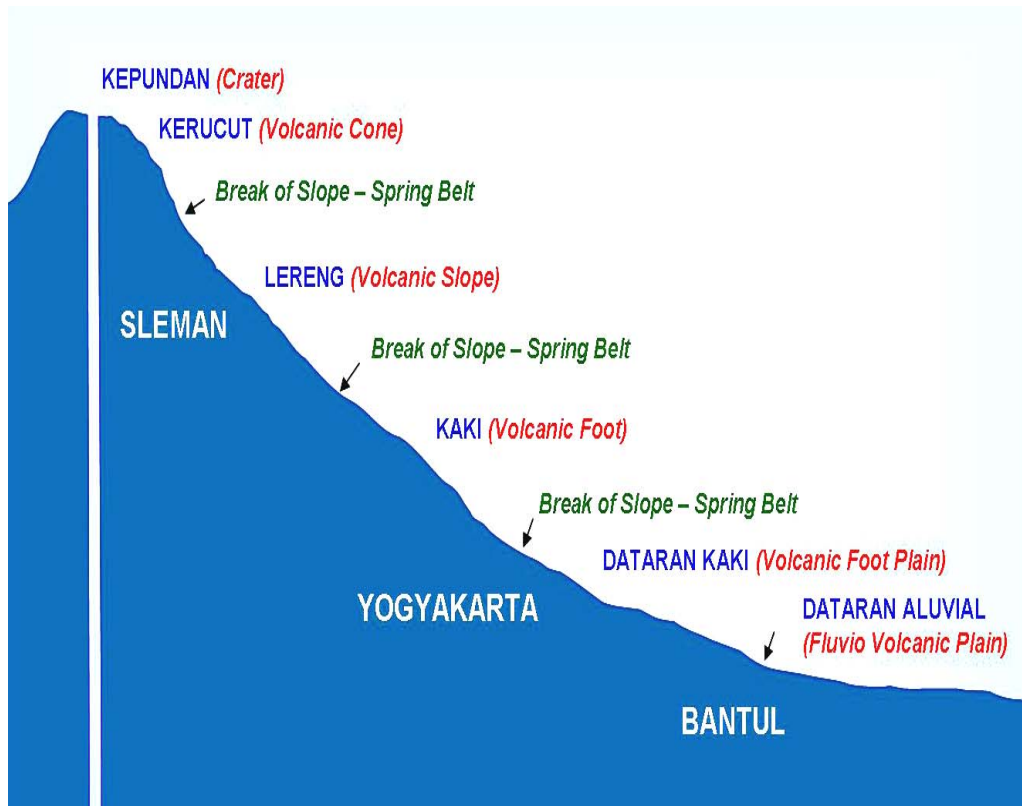 KEPUNDAN (Crater)
KERUCUT (Volcanic Cone)
Break of Slope – Spring Belt
LERENG (Volcanic Slope)
SLEMAN
Break of Slope – Spring Belt
KAKI (Volcanic Foot)
Break of Slope – Spring Belt
DATARAN KAKI (Volcanic Foot Plain)
YOGYAKARTA
DATARAN ALUVIAL
(Fluvio Volcanic Plain)
BANTUL